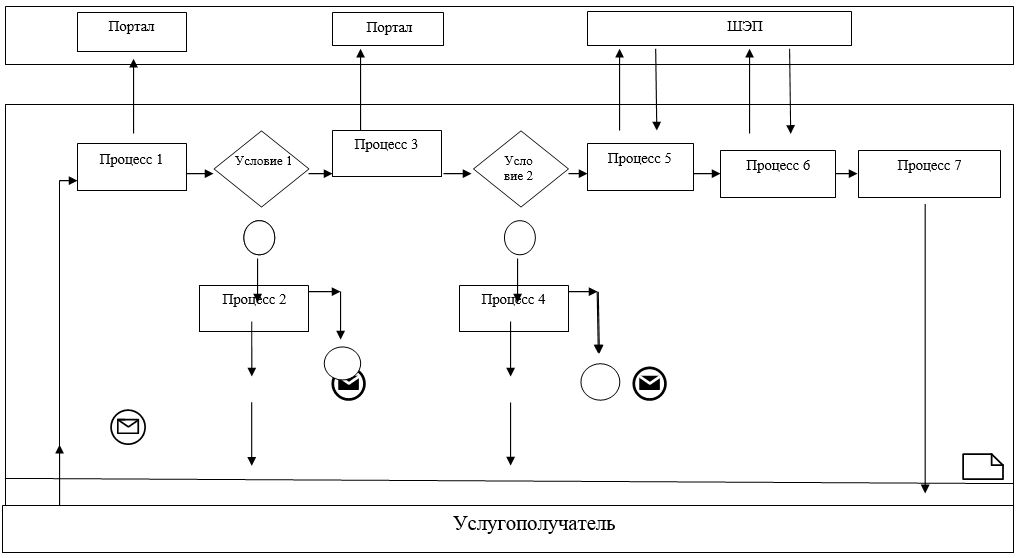 Портал
Портал
ШЭП
Процесс 1
Условие 1
Процесс 3
Усло
вие 2
Процесс 5
Процесс 6
Процесс 7
Процесс 2
Процесс 4
Услугополучатель